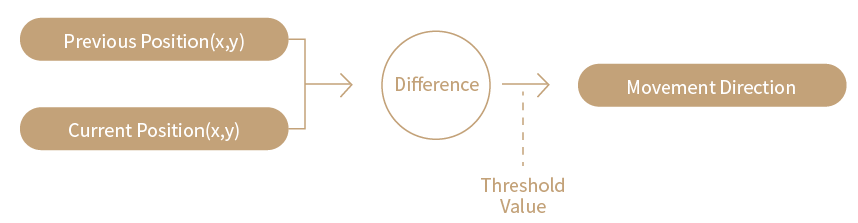 Previous Position(x,y)
Current Position(x,y)
Difference
Threshold
Value
Movement Direction